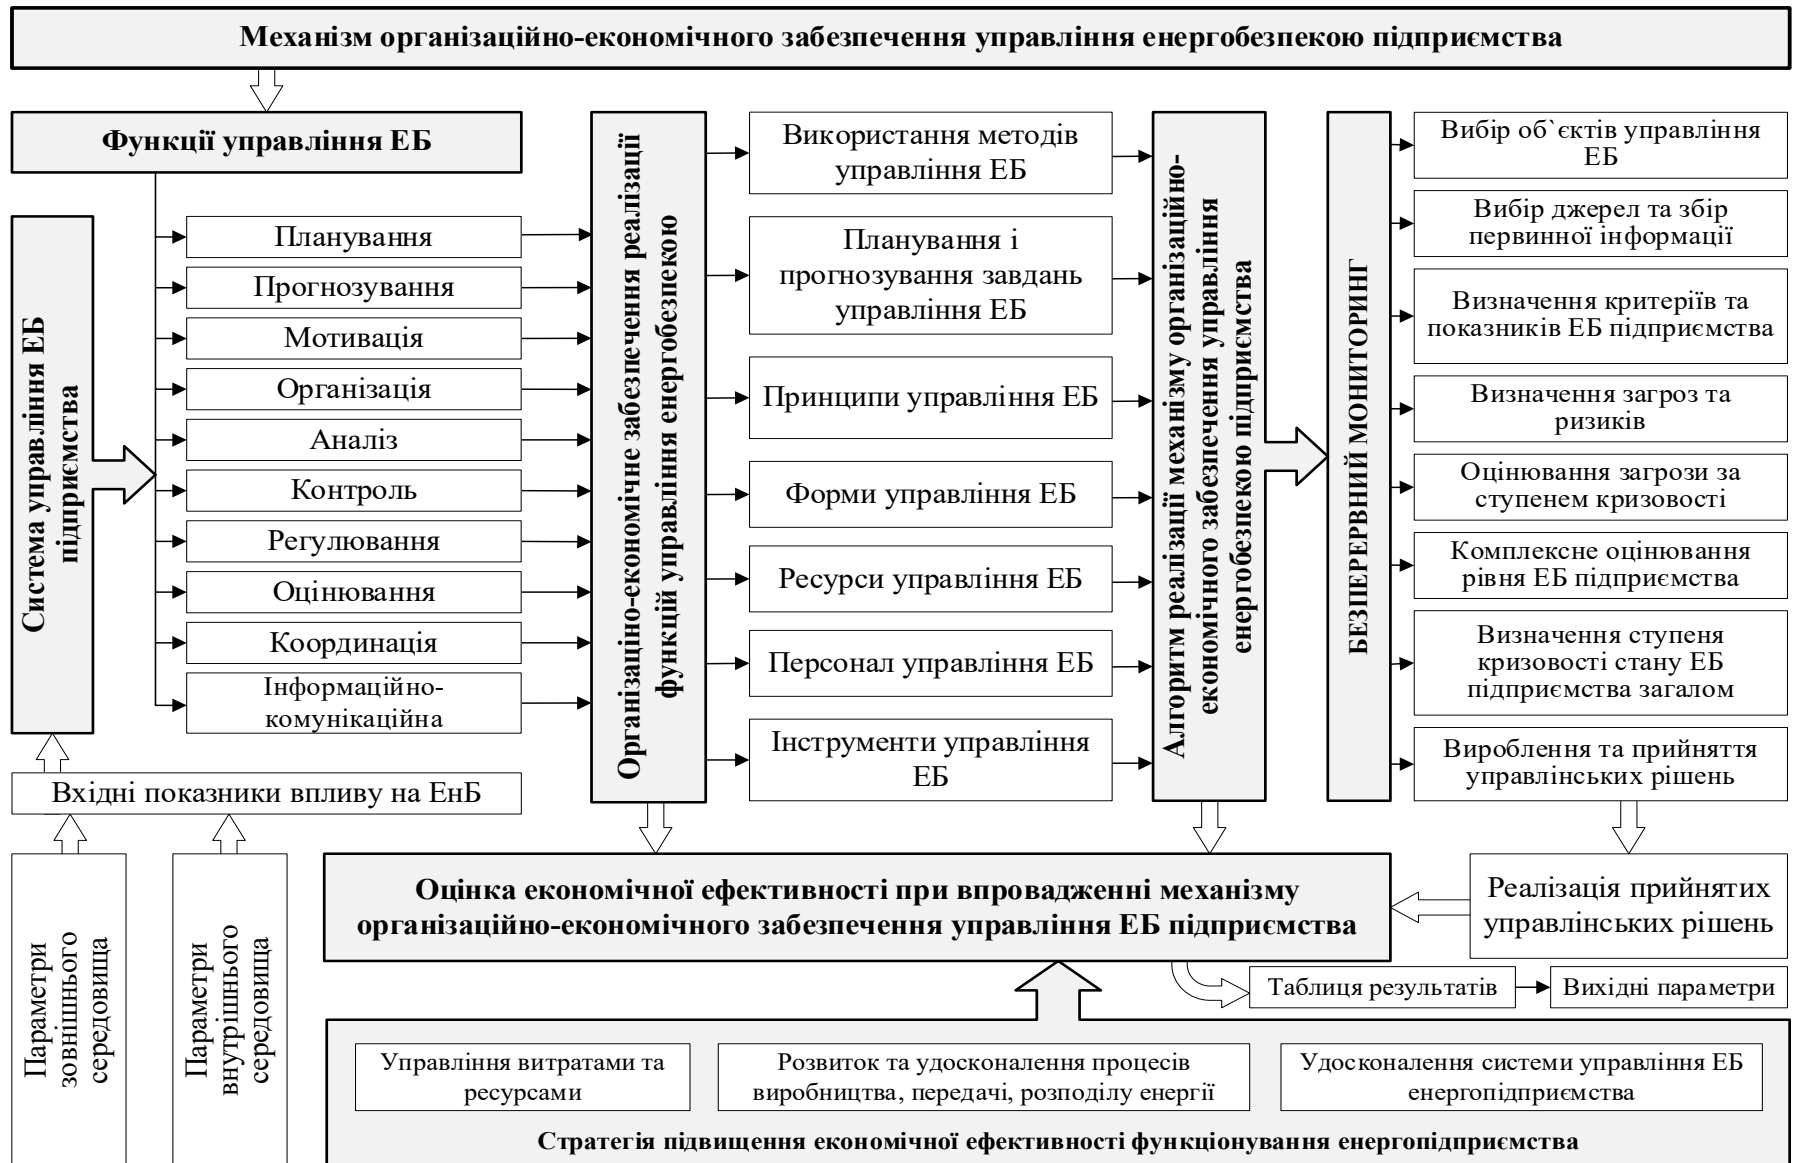 Механізм організаційно-економічного забезпечення управління енергобезпекою підприємства
Функції управління ЕБ
Система управління ЕБ
підприємства
Планування
Прогнозування
Мотивація
Організація
Аналіз
Контроль
Регулювання
Оцінювання
Координація
Інформаційно-
комунікаційна
Вхідні показники впливу на ЕнБ
Параметри
зовнішнього
середовища
Параметри
внутрішнього
середовища
Організаціно-економічне забезпечення реалізації
функцій управління енергобезпекою
Використання методів
управління ЕБ
Планування і
прогнозування завдань
управління ЕБ
Принципи управління ЕБ
Форми управління ЕБ
Ресурси управління ЕБ
Персонал управління ЕБ
Інструменти управління
ЕБ
Алгоритм реалізації механізму організаційно-
економічного забезпечення управління
енергобезпекою підприємства
БЕЗПЕРЕРВНИЙ МОНИТОРИНГ
Вибір об`єктів управління
ЕБ
Вибір джерел та збір
первинної інформації
Визначення критеріїв та
показників ЕБ підприємства
Визначення загроз та
ризиків
Оцінювання загрози за
ступенем кризовості
Комплексне оцінювання
рівня ЕБ підприємства
Визначення ступеня
кризовості стану ЕБ
підприємства загалом
Вироблення та прийняття
управлінських рішень
Оцінка економічної ефективності при впровадженні механізму
організаційно-економічного забезпечення управління ЕБ підприємства
Реалізація прийнятих
управлінських рішень
Таблиця результатів
Вихідні параметри
Управління витратами та
ресурсами
Розвиток та удосконалення процесів
виробництва, передачі, розподілу енергії
Удосконалення системи управління ЕБ
енергопідприємства
Стратегія підвищення економічної ефективності функціонування енергопідприємства